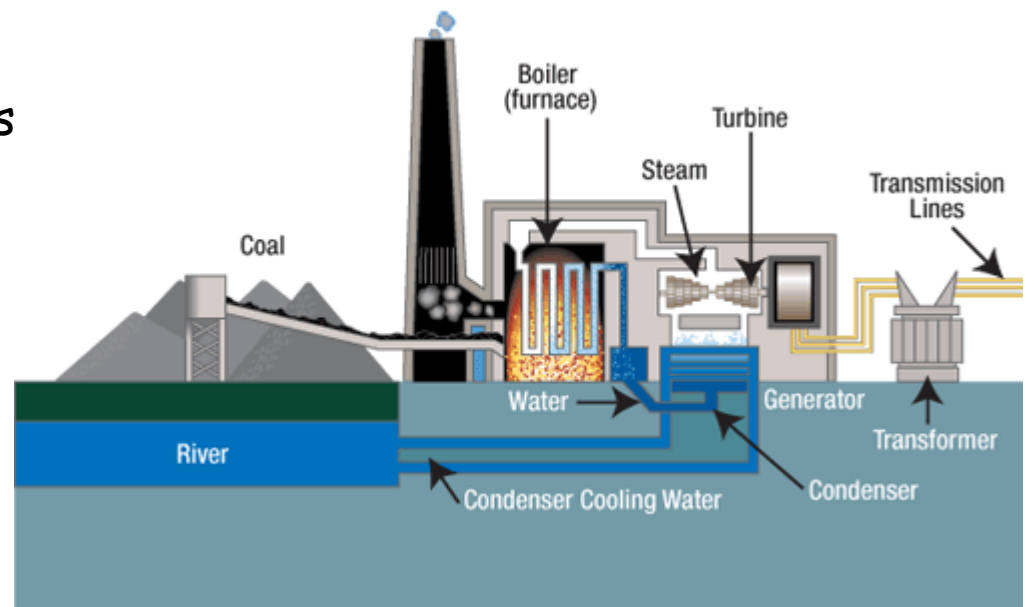 s
Boiler
(furnace)
Turbine
Steam
Transmission
Lines
Coal
Water
Generator
River
Transformer
Condenser Cooling Water
Condenser